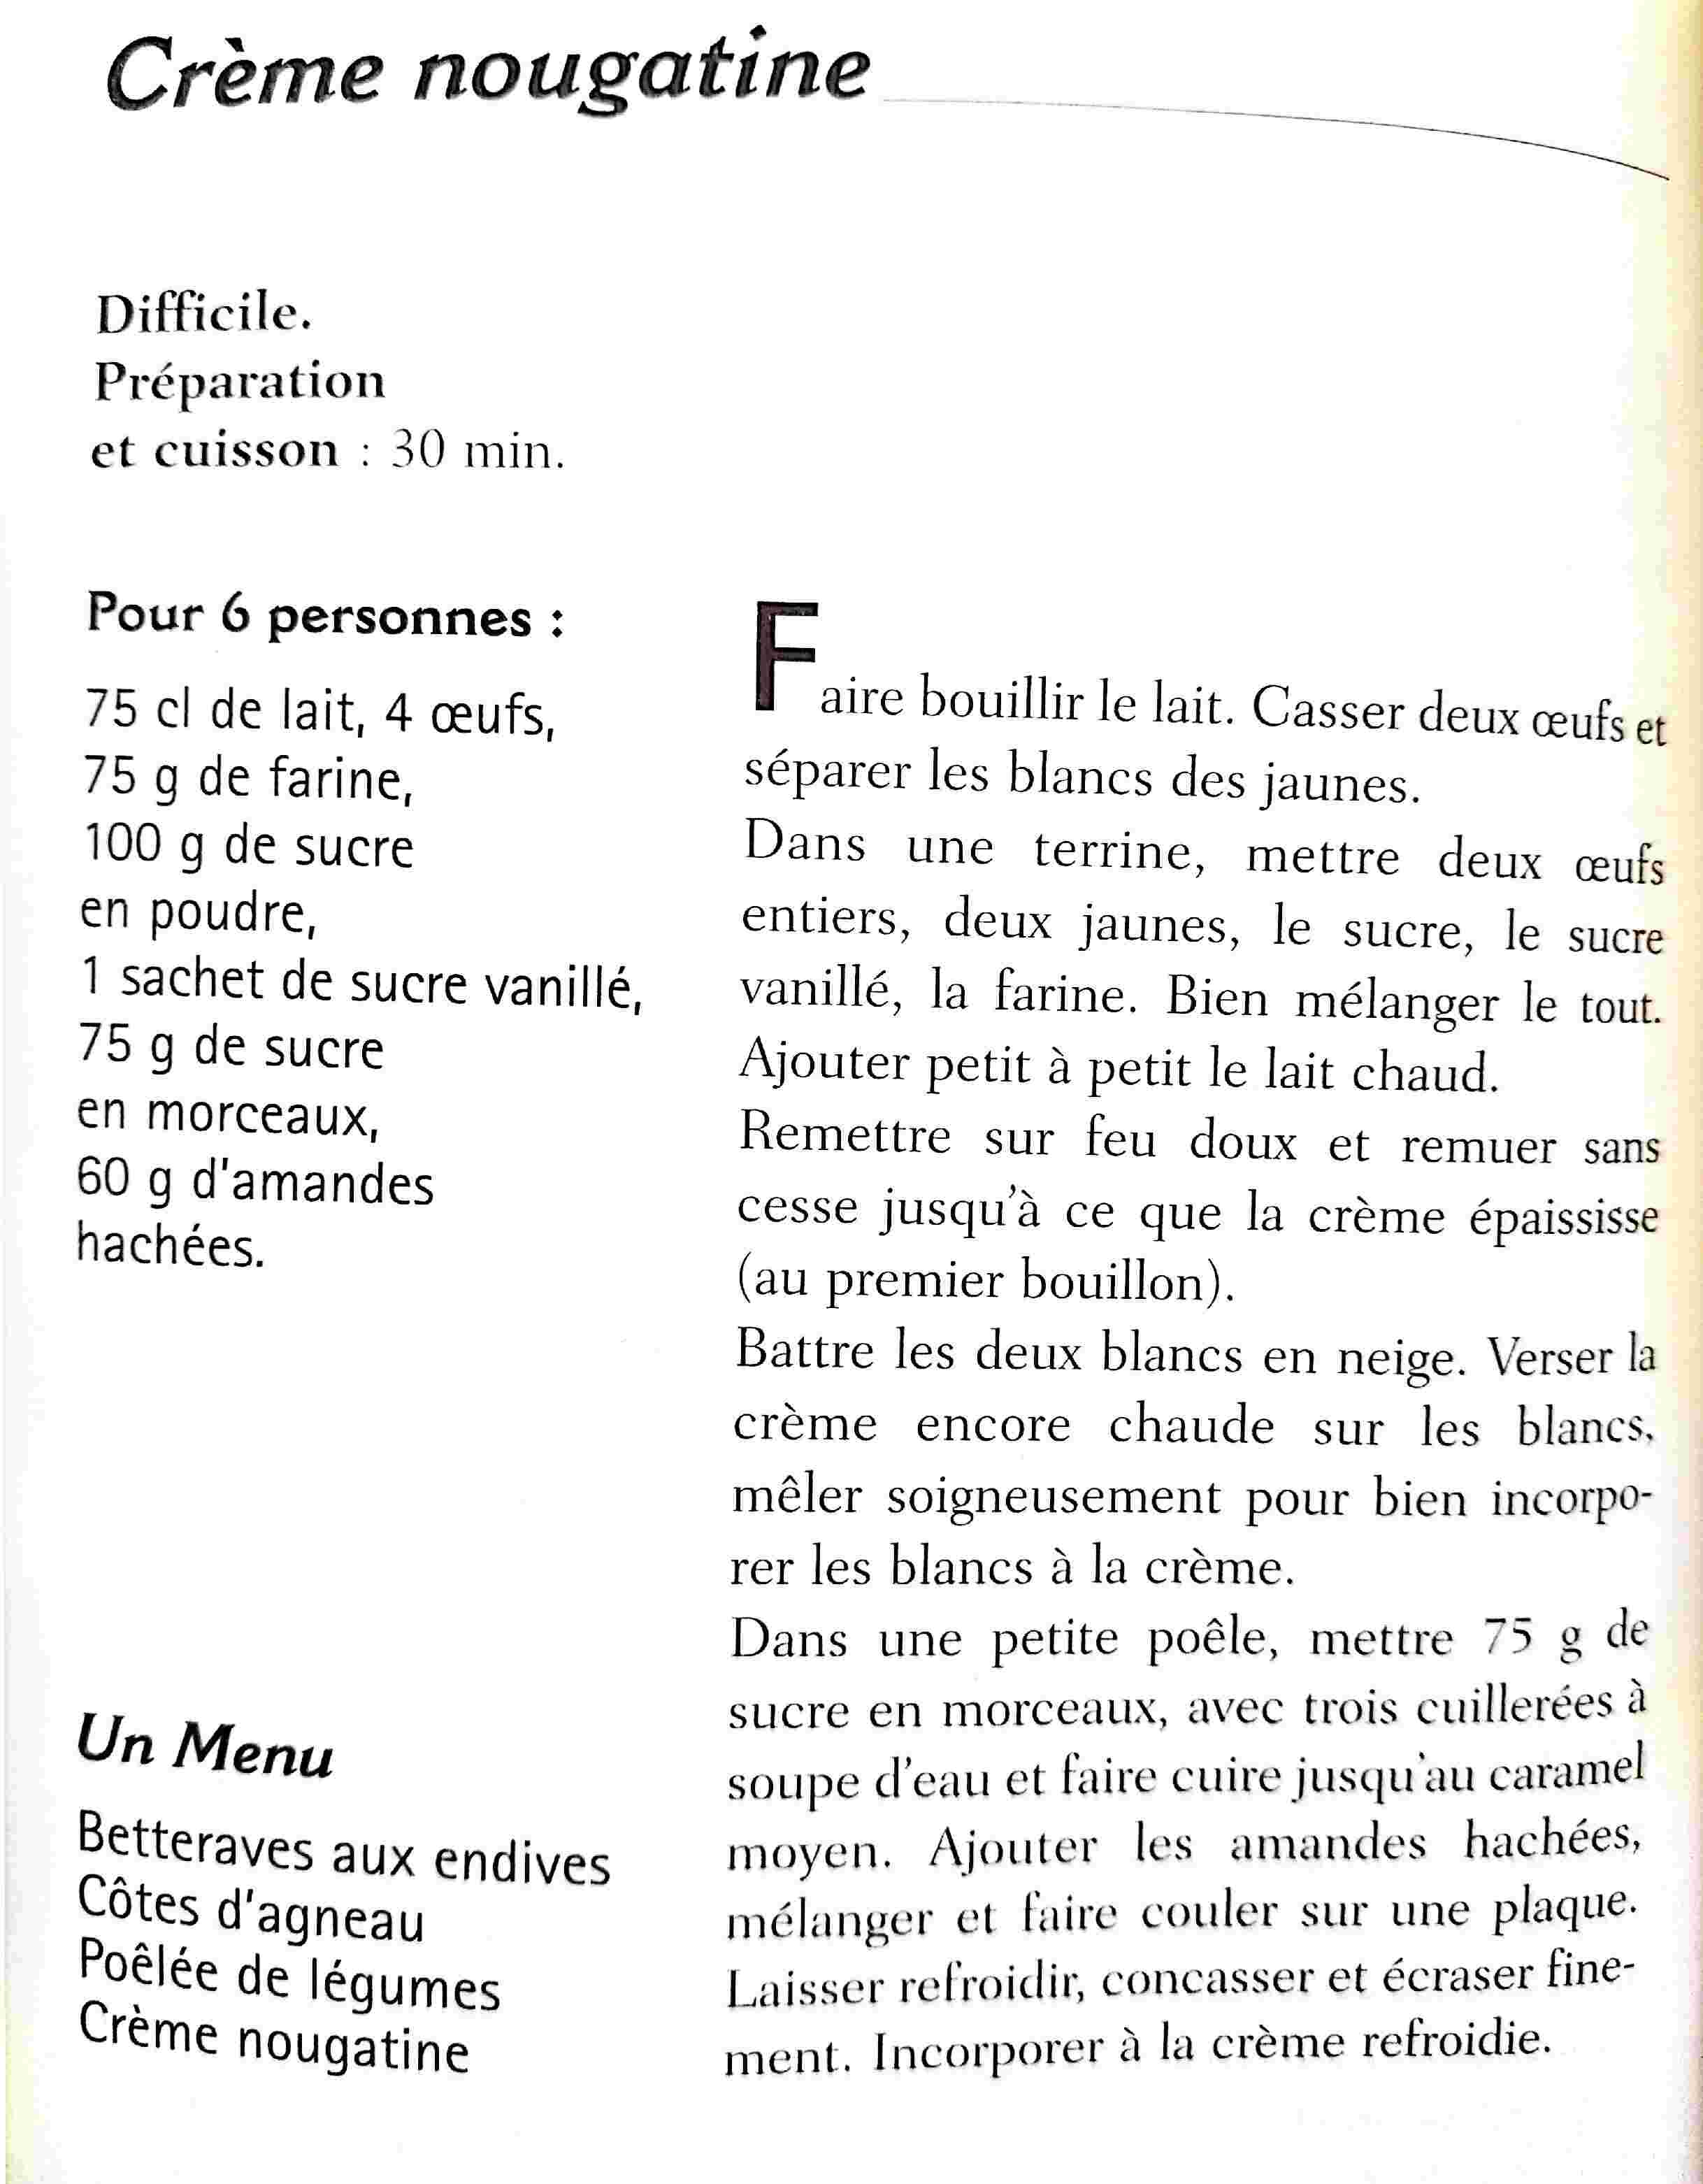 Crème nougatine
Difficile.
Préparation
et cuisson : 30 min.
Pour 6 personnes :
75 cl de lait, 4 œufs,
75 g de farine,
100 g de sucre
en poudre,
1 sachet de sucre vanillé,
75 g de sucre
en morceaux,
60 g d'amandes
hachées.
Un Menu
Betteraves aux endives
Côtes d'agneau
Poêlée de légumes
Crème nougatine
Faire bouillir le lait. Casser deux œufs et
séparer les blancs des jaunes.
Dans une terrine, mettre deux œufs
entiers, deux jaunes, le sucre, le sucre
vanillé, la farine. Bien mélanger le tout.
Ajouter petit à petit le lait chaud.
Remettre sur feu doux et remuer sans
cesse jusqu'à ce que la crème épaississe
(au premier bouillon).
Battre les deux blancs en neige. Verser la
crème encore chaude sur les blancs,
mêler soigneusement pour bien incorpo-
rer les blancs à la crème.
Dans une petite poêle, mettre 75 g de
sucre en morceaux, avec trois cuillerées à
soupe d'eau et faire cuire jusqu'au caramel
moyen. Ajouter les amandes hachées,
mélanger et faire couler sur une plaque.
Laisser refroidir, concasser et écraser fine-
ment. Incorporer à la crème refroidie.